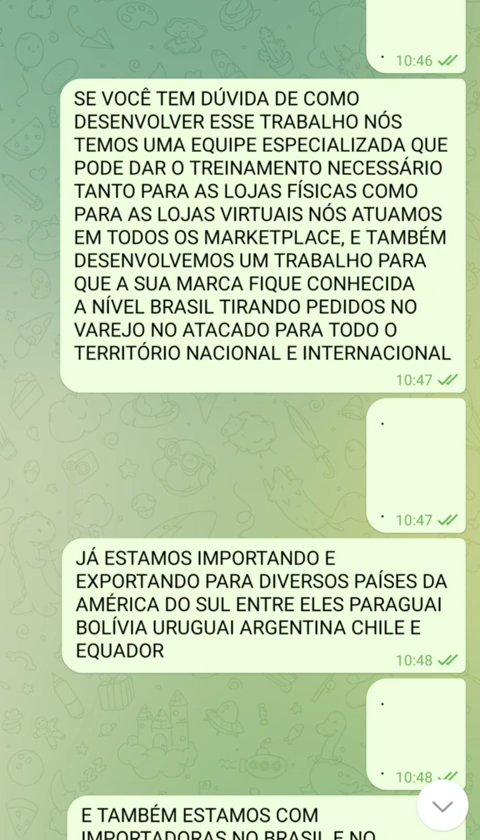 .
10:46
SE VOCÊ TEM DÚVIDA DE COMO
DESENVOLVER ESSE TRABALHO NÓS
TEMOS UMA EQUIPE ESPECIALIZADA QUE
PODE DAR O TREINAMENTO NECESSÁRIO
TANTO PARA AS LOJAS FÍSICAS COMO
PARA AS LOJAS VIRTUAIS NÓS ATUAMOS
EM TODOS OS MARKETPLACE, E TAMBÉM
DESENVOLVEMOS UM TRABALHO PARA
QUE A SUA MARCA FIQUE CONHECIDA
A NÍVEL BRASIL TIRANDO PEDIDOS NO
VAREJO NO ATACADO PARA TODO O
TERRITÓRIO NACIONAL E INTERNACIONAL
10:47
.
. 10:47
JÁ ESTAMOS IMPORTANDO E
EXPORTANDO PARA DIVERSOS PAÍSES DA
AMÉRICA DO SUL ENTRE ELES PARAGUAI
BOLÍVIA URUGUAI ARGENTINA CHILE E
EQUADOR
10:48
.
. 10:48
E TAMBÉM ESTAMOS COM
IMPORTADORAS NO BRASIL E NO